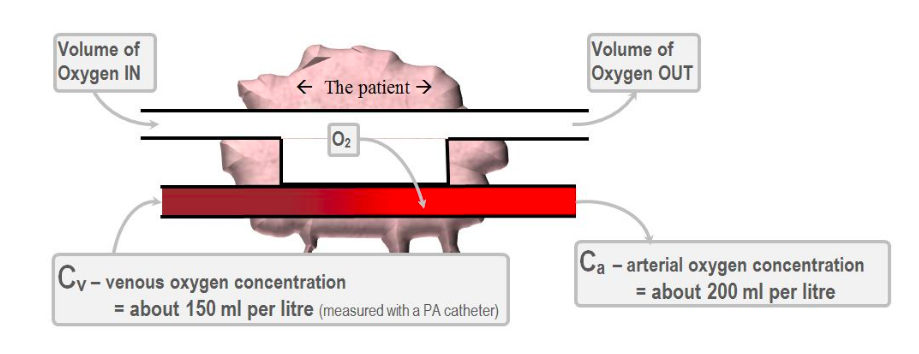 Volume of
Oxygen IN
Volume of
Oxygen OUT
← The patient →
O₂
Cv – venous oxygen concentration
= about 150 ml per litre (measured with a PA catheter)
Ca – arterial oxygen concentration
= about 200 ml per litre